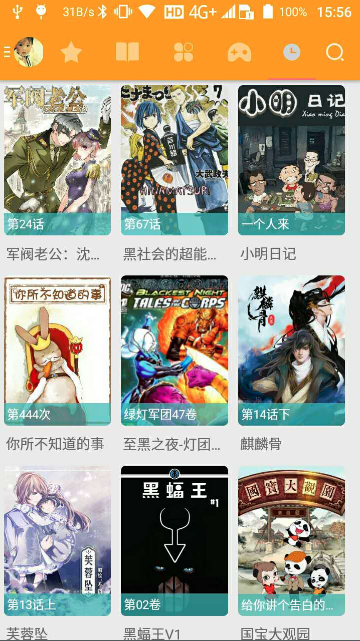 31B/s
HD
4G+
100%
15:56
军阀老公
第24话
7
大武政夫
HINAMATSURI
第67话
小明日记
Xiao ming Dia
一个人来
军阀老公：沈...
黑社会的超能...
小明日记
你所不知道的事
第444次
BLACKEST NIGHT
TALES OF THE CORPS
绿灯军团47卷
麒麟骨
第14话下
你所不知道的事
至黑之夜-灯团...
麒麟骨
芙蓉坠
第13话上
黑蝠王
#1
第02卷
国宝大观园
给你讲个告白的...
芙蓉坠
黑蝠王V1
国宝大观园